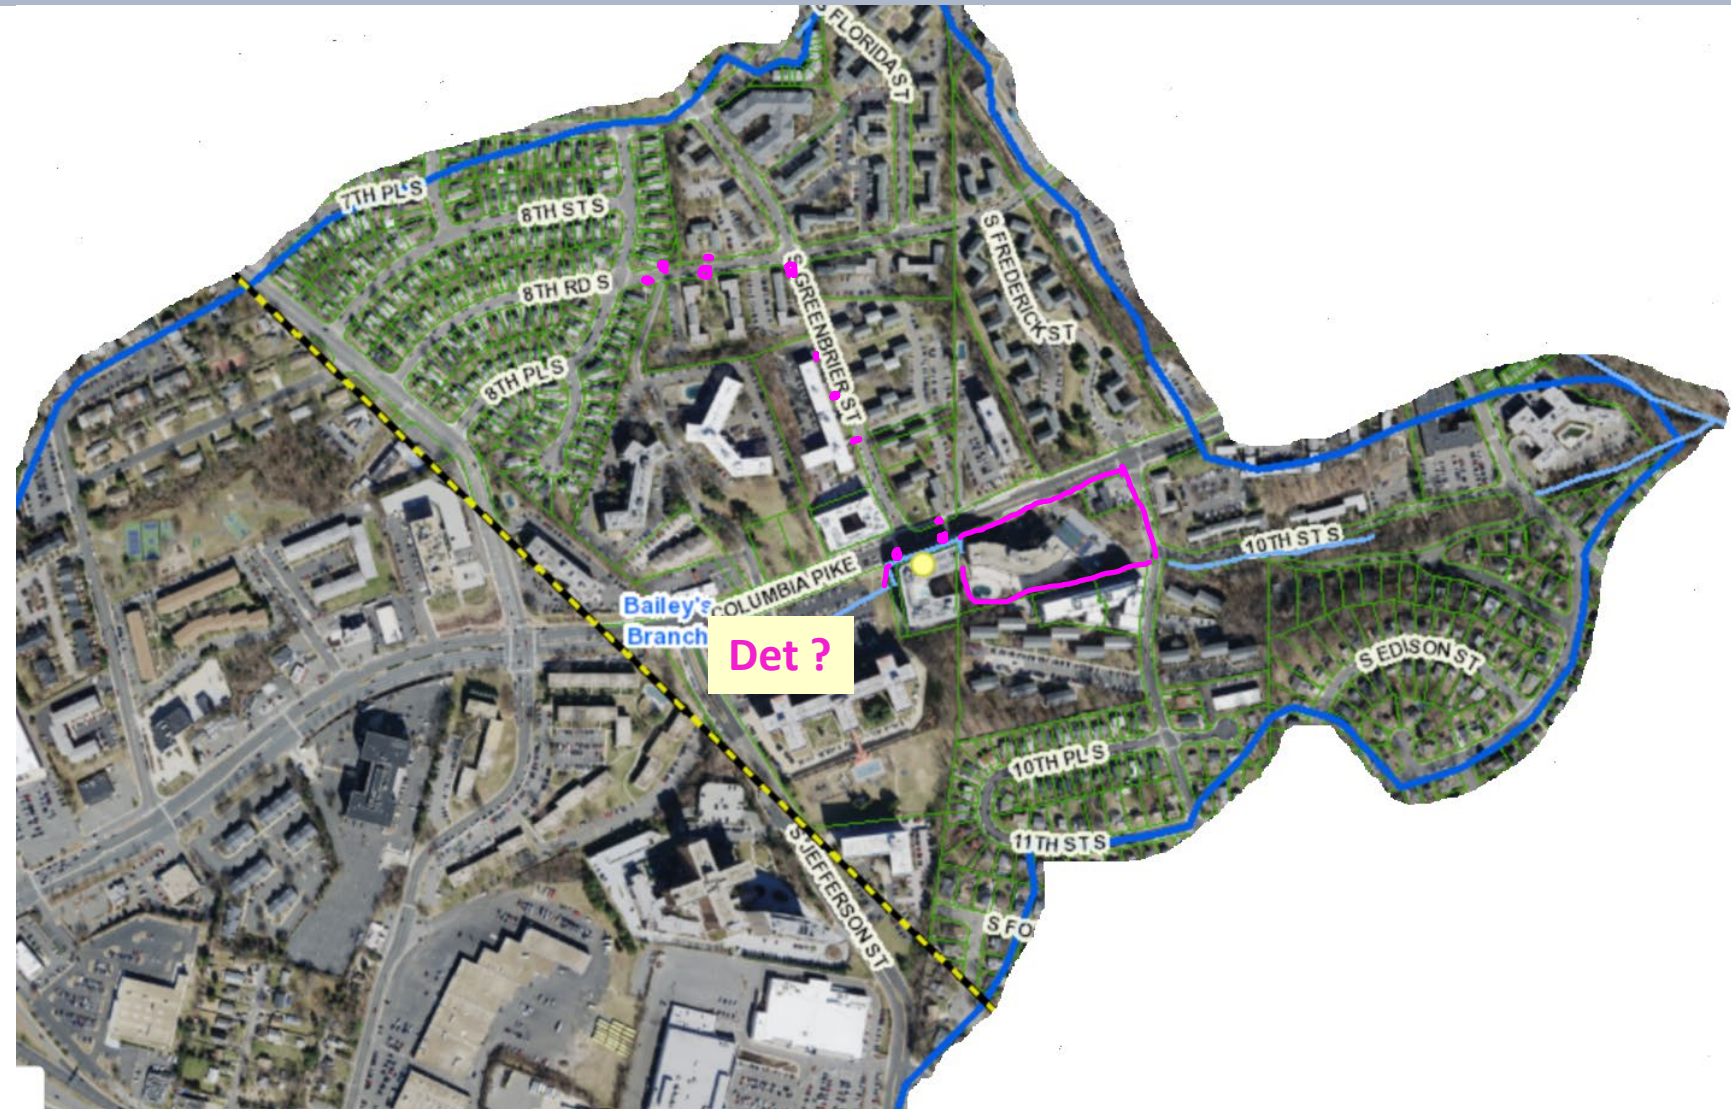 S FLORIDA ST
7TH PL S
8TH ST S
S FREDERICK ST
8TH RD S
S GREENBRIER ST
8TH PL S
10TH ST S
COLUMBIA PIKE
Bailey's
Branch
Det ?
S EDISON ST
10TH PL S
11TH ST S
S JEFFERSON ST
S FO